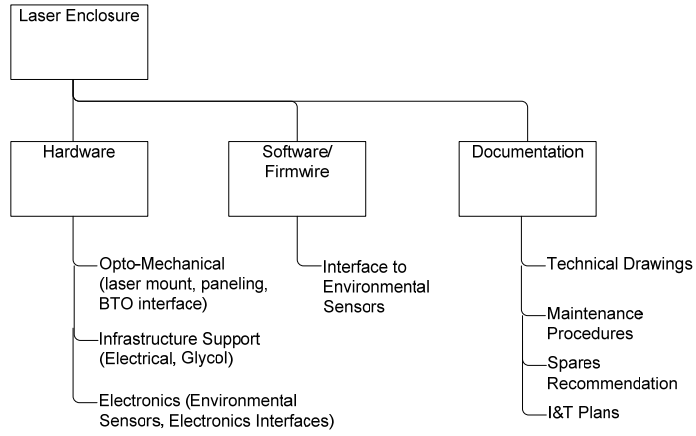 Laser Enclosure
Hardware
Software/
Firmwire
Documentation
Opto-Mechanical
(laser mount, paneling,
BTO interface)
Infrastructure Support
(Electrical, Glycol)
Electronics (Environmental
Sensors, Electronics Interfaces)
Interface to
Environmental
Sensors
Technical Drawings
Maintenance
Procedures
Spares
Recommendation
I&T Plans